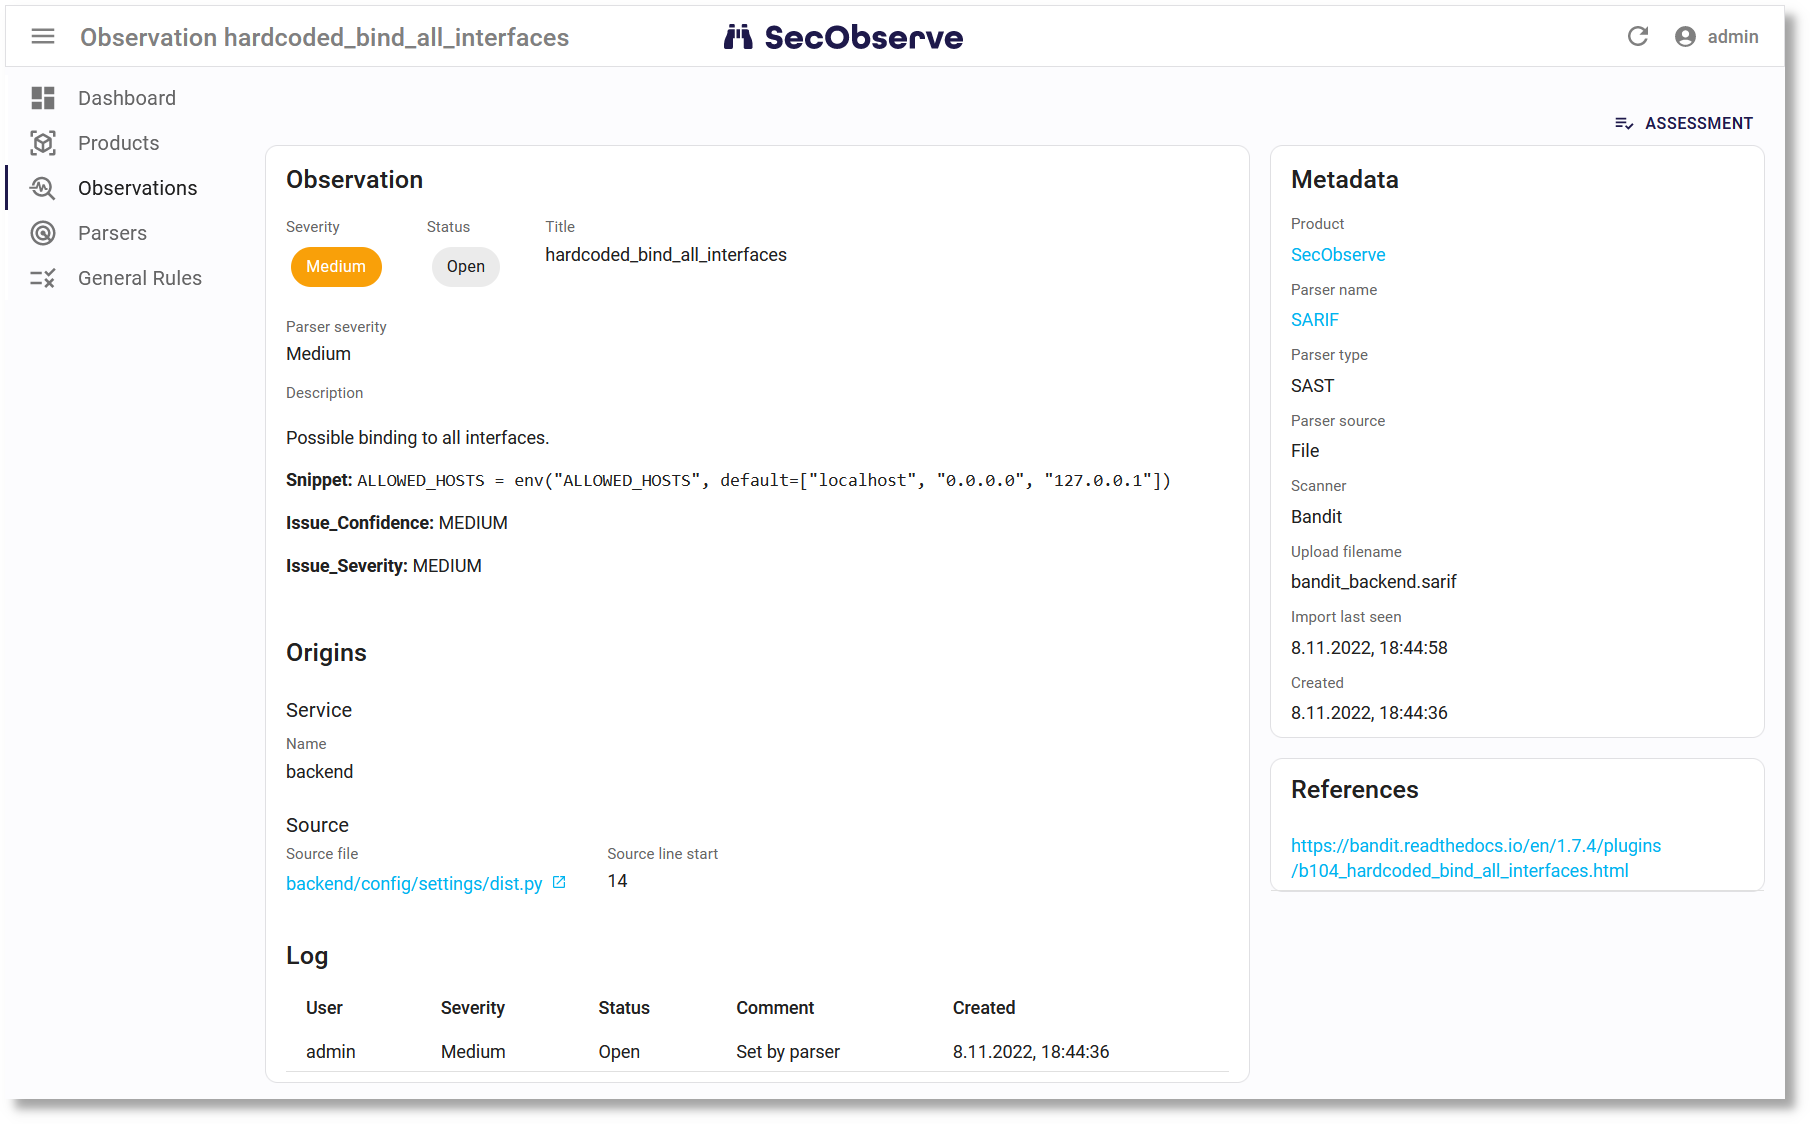 Observation hardcoded_bind_all_interfaces
SecObserve
admin
Dashboard
Products
Observations
Parsers
General Rules
ASSESSMENT
Observation
Severity Status Title
Medium Open hardcoded_bind_all_interfaces
Parser severity
Medium
Description
Possible binding to all interfaces.
Snippet: ALLOWED_HOSTS = env("ALLOWED_HOSTS", default=["localhost", "0.0.0.0", "127.0.0.1"])
Issue_Confidence: MEDIUM
Issue_Severity: MEDIUM
Origins
Service
Name
backend
Source
Source file Source line start
backend/config/settings/dist.py 14
Log
User Severity Status Comment Created
admin Medium Open Set by parser 8.11.2022, 18:44:36
Metadata
Product
SecObserve
Parser name
SARIF
Parser type
SAST
Parser source
File
Scanner
Bandit
Upload filename
bandit_backend.sarif
Import last seen
8.11.2022, 18:44:58
Created
8.11.2022, 18:44:36
References
https://bandit.readthedocs.io/en/1.7.4/plugins
/b104_hardcoded_bind_all_interfaces.html